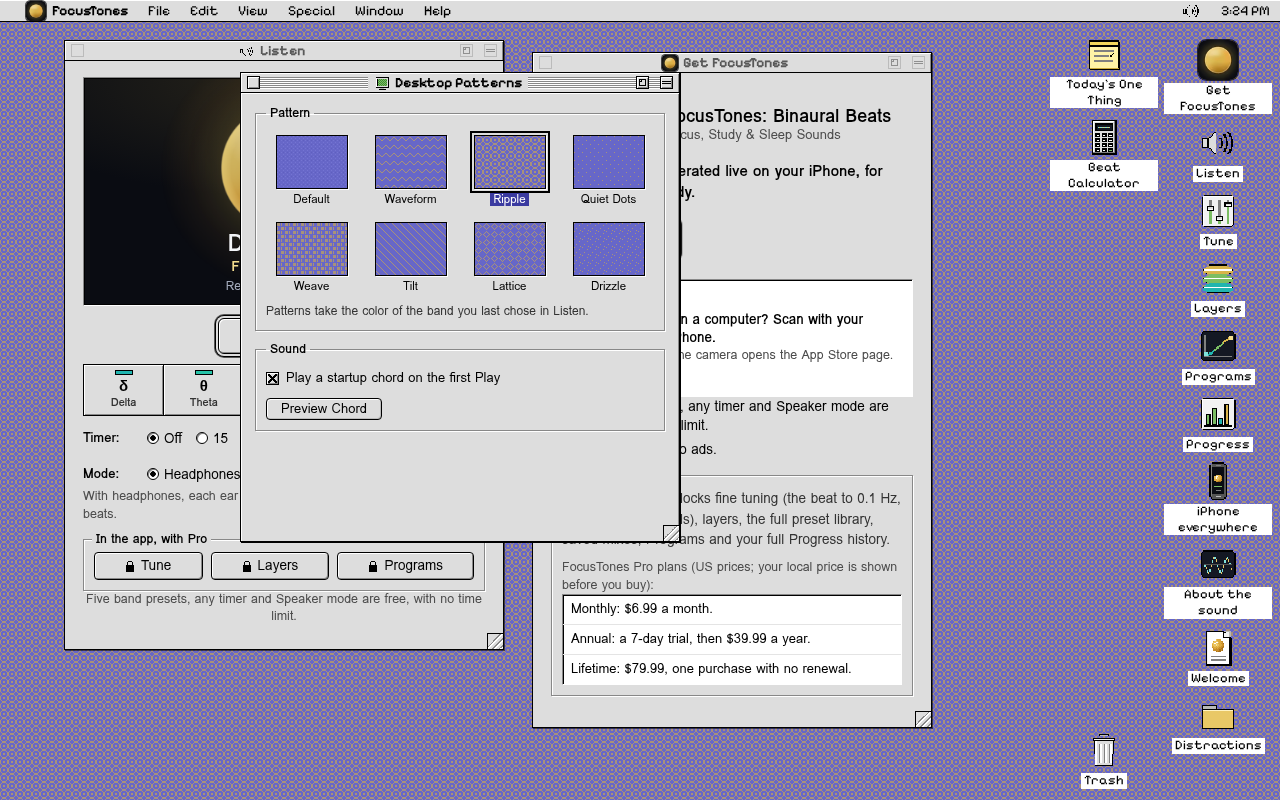 FocusTones File Edit View Special Window Help 3:24 PM
Listen
Desktop Patterns
Get FocusTones
Pattern
Default Waveform Ripple Quiet Dots
Weave Tilt Lattice Drizzle
Patterns take the color of the band you last chose in Listen.
Sound
Play a startup chord on the first Play
Preview Chord
δ θ
Delta Theta
Timer: Off 15
Mode: Headphones
With headphones, each ear
beats.
In the app, with Pro
Tune Layers Programs
Five band presets, any timer and Speaker mode are free, with no time
limit.
ocusTones: Binaural Beats
cus, Study & Sleep Sounds
erated live on your iPhone, for
dy.
n a computer? Scan with your
hone.
he camera opens the App Store page.
, any timer and Speaker mode are
limit.
o ads.
locks fine tuning (the beat to 0.1 Hz,
ls), layers, the full preset library,
saved mixes, Programs and your full Progress history.
FocusTones Pro plans (US prices; your local price is shown
before you buy):
Monthly: $6.99 a month.
Annual: a 7-day trial, then $39.99 a year.
Lifetime: $79.99, one purchase with no renewal.
Today's One
Thing
Beat
Calculator
Get
FocusTones
Listen
Tune
Layers
Programs
Progress
iPhone
everywhere
About the
sound
Welcome
Distractions
Trash